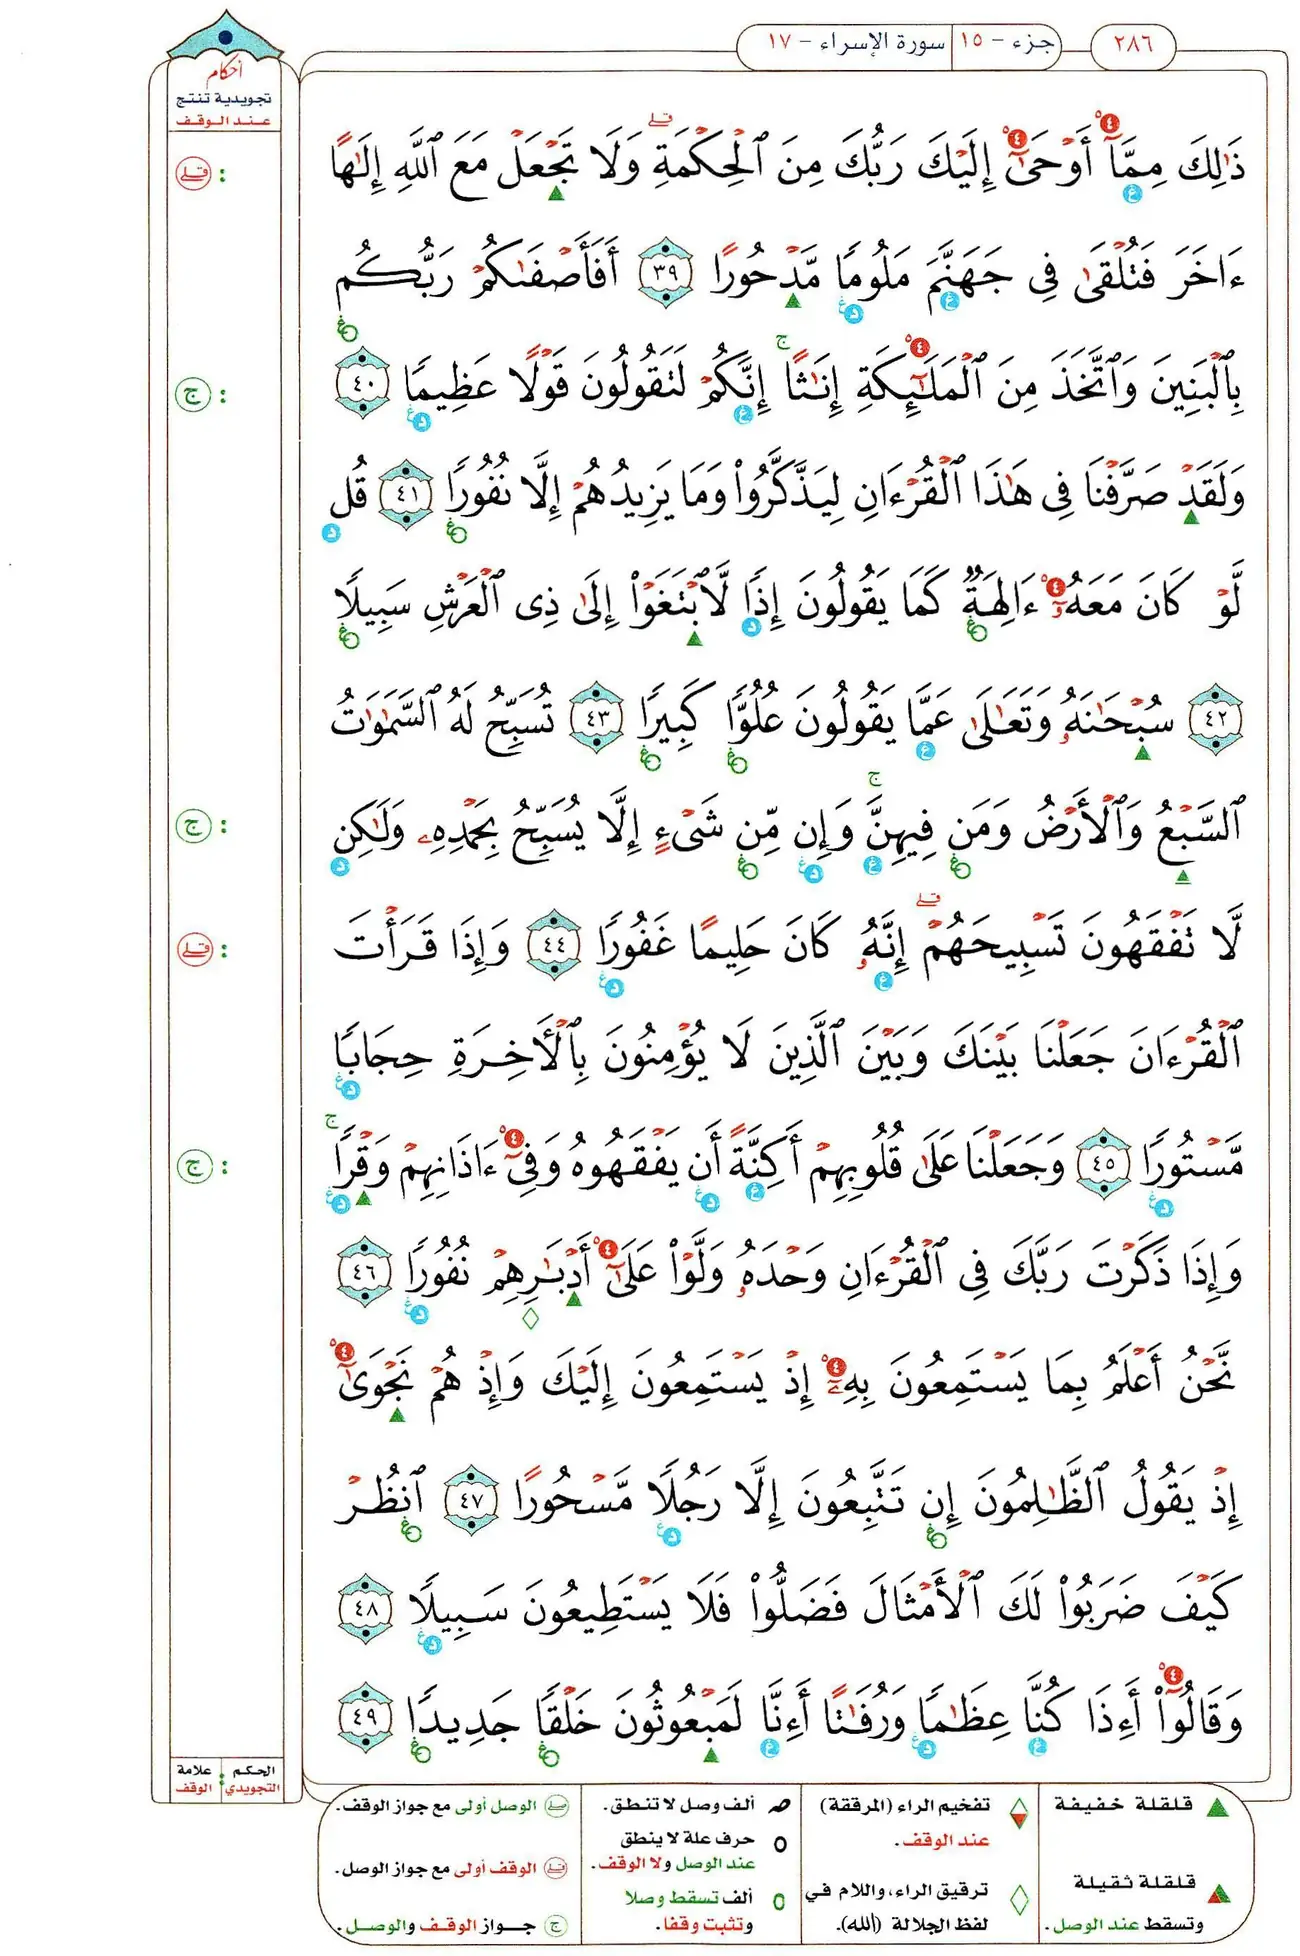 ٢٨٦
جزء - ١٥ سورة الإسراء - ١٧
أحكام
تجويدية تنتج
عند الوقف
ذَٰلِكَ مِمَّآ أَوْحَىٰٓ إِلَيْكَ رَبُّكَ مِنَ ٱلْحِكْمَةِ ۗ وَلَا تَجْعَلْ مَعَ ٱللَّهِ إِلَٰهًا
ءَاخَرَ فَتُلْقَىٰ فِى جَهَنَّمَ مَلُومًا مَّدْحُورًا ٣٩ أَفَأَصْفَىٰكُمْ رَبُّكُم
بِٱلْبَنِينَ وَٱتَّخَذَ مِنَ ٱلْمَلَٰٓئِكَةِ إِنَٰثًا ۚ إِنَّكُمْ لَتَقُولُونَ قَوْلًا عَظِيمًا ٤٠
وَلَقَدْ صَرَّفْنَا فِى هَٰذَا ٱلْقُرْءَانِ لِيَذَّكَّرُوا۟ وَمَا يَزِيدُهُمْ إِلَّا نُفُورًا ٤١ قُل
لَّوْ كَانَ مَعَهُۥٓ ءَالِهَةٌ كَمَا يَقُولُونَ إِذًا لَّٱبْتَغَوْا۟ إِلَىٰ ذِى ٱلْعَرْشِ سَبِيلًا
٤٢ سُبْحَٰنَهُۥ وَتَعَٰلَىٰ عَمَّا يَقُولُونَ عُلُوًّا كَبِيرًا ٤٣ تُسَبِّحُ لَهُ ٱلسَّمَٰوَٰتُ
ٱلسَّبْعُ وَٱلْأَرْضُ وَمَن فِيهِنَّ ۚ وَإِن مِّن شَىْءٍ إِلَّا يُسَبِّحُ بِحَمْدِهِۦ وَلَٰكِن
لَّا تَفْقَهُونَ تَسْبِيحَهُمْ ۗ إِنَّهُۥ كَانَ حَلِيمًا غَفُورًا ٤٤ وَإِذَا قَرَأْتَ
ٱلْقُرْءَانَ جَعَلْنَا بَيْنَكَ وَبَيْنَ ٱلَّذِينَ لَا يُؤْمِنُونَ بِٱلْأَخِرَةِ حِجَابًا
مَّسْتُورًا ٤٥ وَجَعَلْنَا عَلَىٰ قُلُوبِهِمْ أَكِنَّةً أَن يَفْقَهُوهُ وَفِىٓ ءَاذَانِهِمْ وَقْرًا ۚ
وَإِذَا ذَكَرْتَ رَبَّكَ فِى ٱلْقُرْءَانِ وَحْدَهُۥ وَلَّوْا۟ عَلَىٰٓ أَدْبَٰرِهِمْ نُفُورًا ٤٦
نَّحْنُ أَعْلَمُ بِمَا يَسْتَمِعُونَ بِهِۦٓ إِذْ يَسْتَمِعُونَ إِلَيْكَ وَإِذْ هُمْ نَجْوَىٰٓ
إِذْ يَقُولُ ٱلظَّٰلِمُونَ إِن تَتَّبِعُونَ إِلَّا رَجُلًا مَّسْحُورًا ٤٧ ٱنظُرْ
كَيْفَ ضَرَبُوا۟ لَكَ ٱلْأَمْثَالَ فَضَلُّوا۟ فَلَا يَسْتَطِيعُونَ سَبِيلًا ٤٨
وَقَالُوٓا۟ أَءِذَا كُنَّا عِظَٰمًا وَرُفَٰتًا أَءِنَّا لَمَبْعُوثُونَ خَلْقًا جَدِيدًا ٤٩
: قلى
: ج
: ج
: قلى
: ج
الحكم : علامة
التجويدي الوقف
قلقلة خفيفة
قلقلة ثقيلة
وتسقط عند الوصل.
تفخيم الراء (المرققة)
عند الوقف.
ترقيق الراء، واللام في
لفظ الجلالة (الله).
ألف وصل لا تنطق.
حرف علة لا ينطق
عند الوصل ولا الوقف.
ألف تسقط وصلا
وتثبت وقفا.
صلى الوصل أولى مع جواز الوقف.
قلى الوقف أولى مع جواز الوصل.
ج جواز الوقف والوصل.